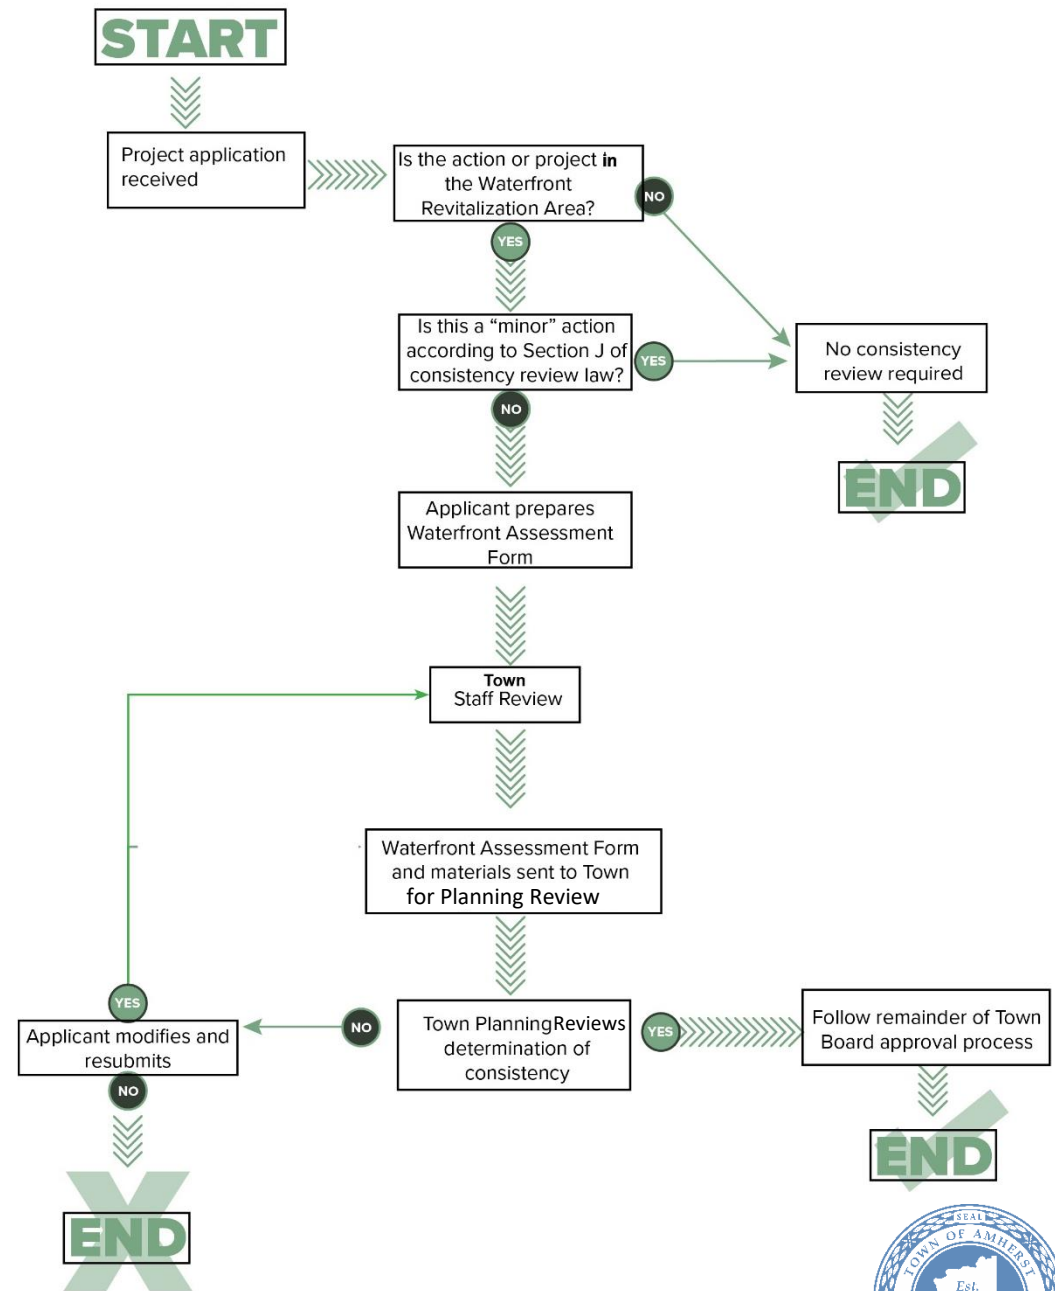 START
Project application
received
Is the action or project in
the Waterfront
Revitalization Area?
NO
YES
Is this a “minor” action
according to Section J of
consistency review law?
YES
No consistency
review required
NO
END
Applicant prepares
Waterfront Assessment
Form
Town
Staff Review
Waterfront Assessment Form
and materials sent to Town
for Planning Review
YES
Applicant modifies and
resubmits
NO
NO
Town Planning Reviews
determination of
consistency
YES
Follow remainder of Town
Board approval process
END
END
SEAL
TOWN OF AMHERST
Est.